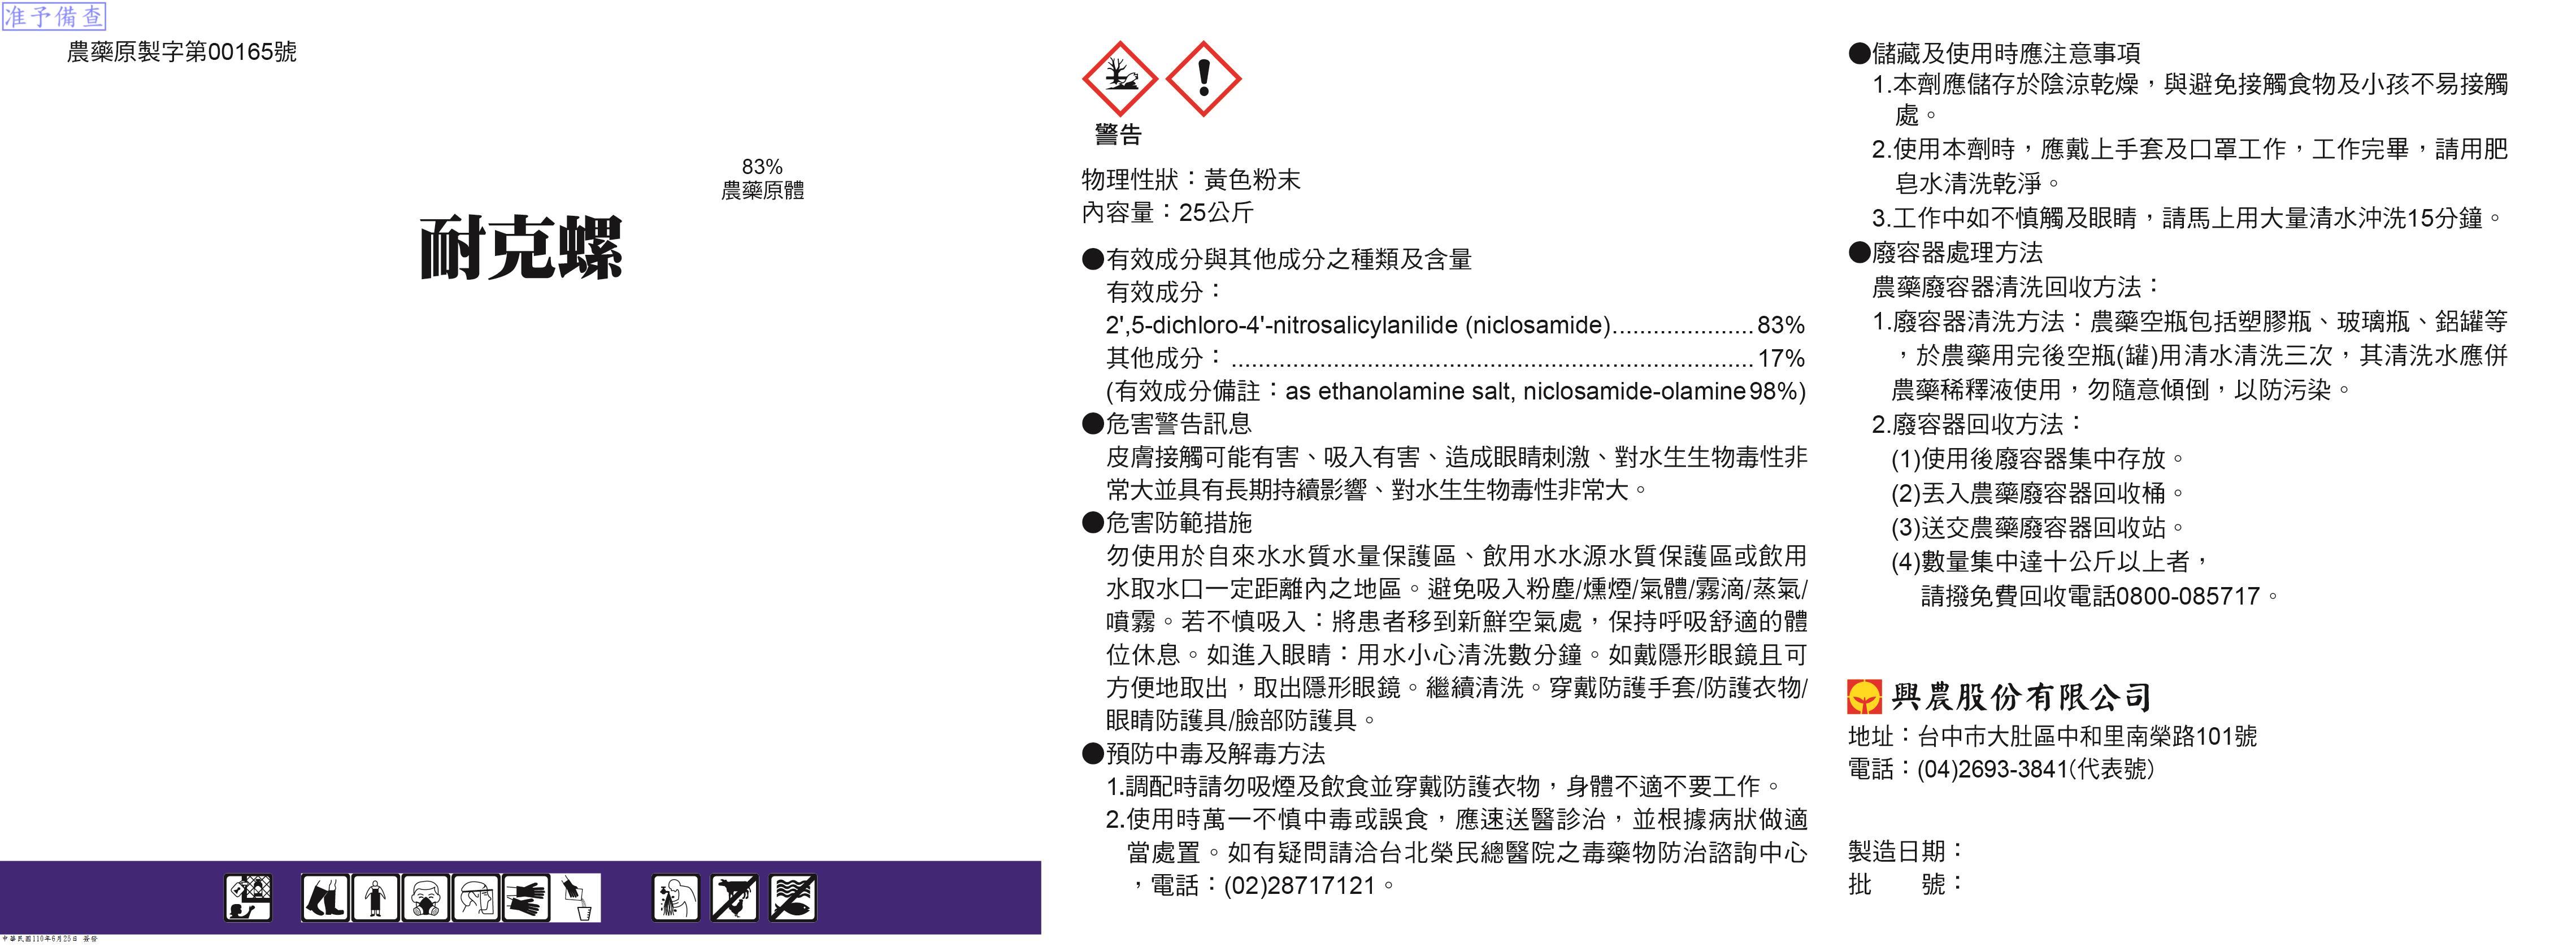 准予備查
農藥原製字第00165號
83%
農藥原體
耐克螺
中華民國110年6月25日 簽發
警告
物理性狀：黃色粉末
內容量：25公斤
●有效成分與其他成分之種類及含量
有效成分：
2',5-dichloro-4'-nitrosalicylanilide (niclosamide).....................83%
其他成分：..............................................................................17%
(有效成分備註：as ethanolamine salt, niclosamide-olamine 98%)
●危害警告訊息
皮膚接觸可能有害、吸入有害、造成眼睛刺激、對水生生物毒性非
常大並具有長期持續影響、對水生生物毒性非常大。
●危害防範措施
勿使用於自來水水質水量保護區、飲用水水源水質保護區或飲用
水取水口一定距離內之地區。避免吸入粉塵/燻煙/氣體/霧滴/蒸氣/
噴霧。若不慎吸入：將患者移到新鮮空氣處，保持呼吸舒適的體
位休息。如進入眼睛：用水小心清洗數分鐘。如戴隱形眼鏡且可
方便地取出，取出隱形眼鏡。繼續清洗。穿戴防護手套/防護衣物/
眼睛防護具/臉部防護具。
●預防中毒及解毒方法
1.調配時請勿吸煙及飲食並穿戴防護衣物，身體不適不要工作。
2.使用時萬一不慎中毒或誤食，應速送醫診治，並根據病狀做適
當處置。如有疑問請洽台北榮民總醫院之毒藥物防治諮詢中心
，電話：(02)28717121。
●儲藏及使用時應注意事項
1.本劑應儲存於陰涼乾燥，與避免接觸食物及小孩不易接觸
處。
2.使用本劑時，應戴上手套及口罩工作，工作完畢，請用肥
皂水清洗乾淨。
3.工作中如不慎觸及眼睛，請馬上用大量清水沖洗15分鐘。
●廢容器處理方法
農藥廢容器清洗回收方法：
1.廢容器清洗方法：農藥空瓶包括塑膠瓶、玻璃瓶、鋁罐等
，於農藥用完後空瓶(罐)用清水清洗三次，其清洗水應併
農藥稀釋液使用，勿隨意傾倒，以防污染。
2.廢容器回收方法：
(1)使用後廢容器集中存放。
(2)丟入農藥廢容器回收桶。
(3)送交農藥廢容器回收站。
(4)數量集中達十公斤以上者，
請撥免費回收電話0800-085717。
興農股份有限公司
地址：台中市大肚區中和里南榮路101號
電話：(04)2693-3841(代表號)
製造日期：
批　　號：